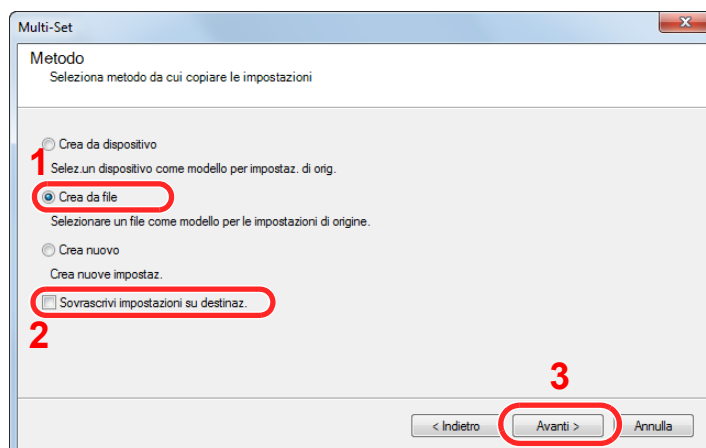 Multi-Set
Metodo
Seleziona metodo da cui copiare le impostazioni
Crea da dispositivo
1
Selez.un dispositivo come modello per impostaz. di orig.
Crea da file
Selezionare un file come modello per le impostazioni di origine.
Crea nuovo
Crea nuove impostaz.
Sovrascrivi impostazioni su destinaz.
2
3
< Indietro
Avanti >
Annulla